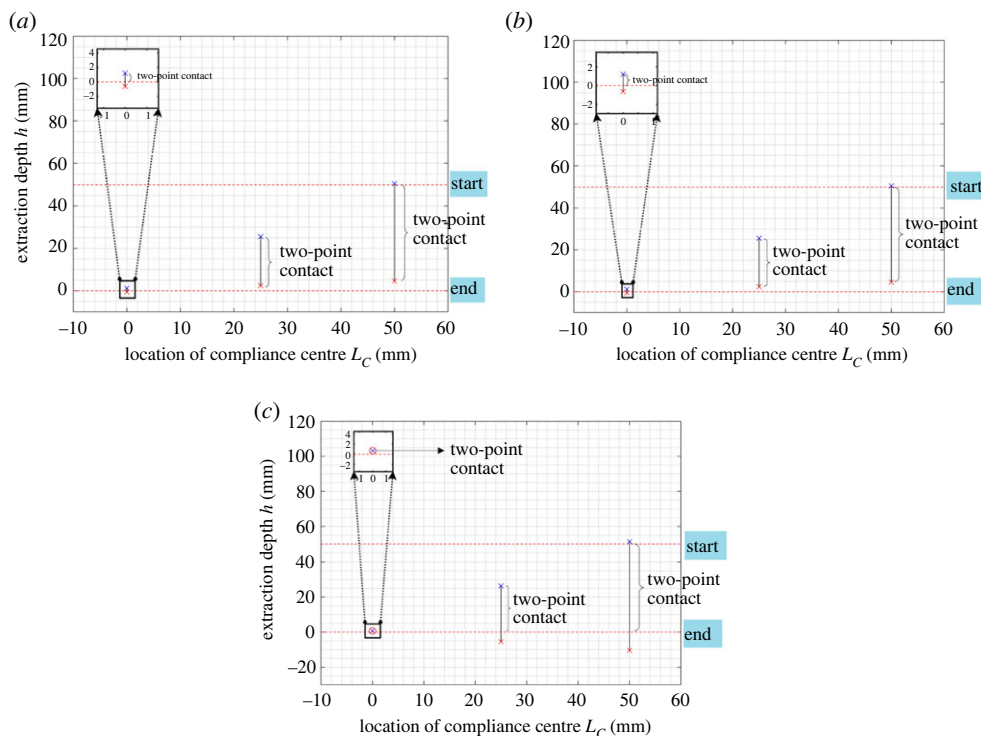 (a)
120
100
80
60
40
20
0
–10
0
10
20
30
40
50
60
extraction depth h (mm)
location of compliance centre L_C (mm)
4
2
0
−2
1
0
1
two-point contact
two-point
contact
two-point
contact
start
end
(b)
120
100
80
60
40
20
0
–10
0
10
20
30
40
50
60
location of compliance centre L_C (mm)
2
0
−2
0
1
two-point contact
two-point
contact
two-point
contact
start
end
(c)
120
100
80
60
40
20
0
–20
–10
0
10
20
30
40
50
60
extraction depth h (mm)
location of compliance centre L_C (mm)
4
2
0
−2
1
0
1
two-point
contact
two-point
contact
two-point
contact
start
end